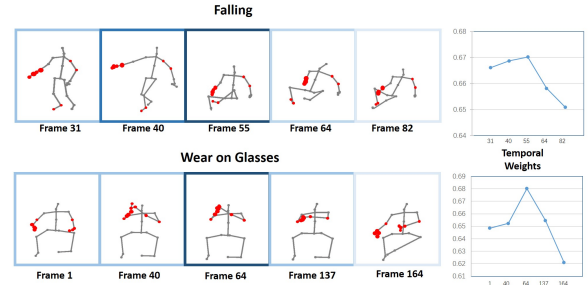 Falling
Frame 31
Frame 40
Frame 55
Frame 64
Frame 82
0.68
0.67
0.66
0.65
0.64
31 40 55 64 82
Temporal
Weights
Wear on Glasses
Frame 1
Frame 40
Frame 64
Frame 137
Frame 164
0.69
0.68
0.67
0.66
0.65
0.64
0.63
0.62
0.61
1 40 64 137 164